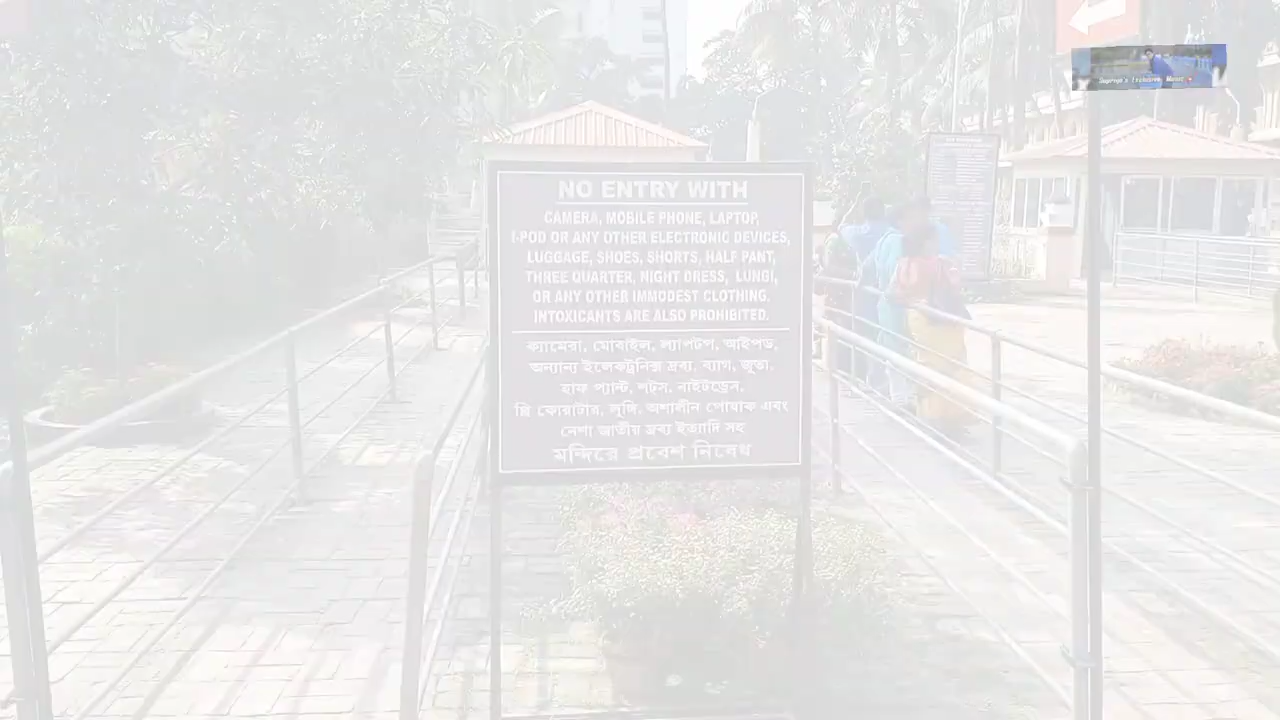 NO ENTRY WITH
CAMERA, MOBILE PHONE, LAPTOP,
I-POD OR ANY OTHER ELECTRONIC DEVICES,
LUGGAGE, SHOES, SHORTS, HALF PANT,
THREE QUARTER, NIGHT DRESS, LUNGI,
OR ANY OTHER IMMODEST CLOTHING.
INTOXICANTS ARE ALSO PROHIBITED.
ক্যামেরা, মোবাইল, ল্যাপটপ, আইপড,
অন্যান্য ইলেকট্রনিক্স দ্রব্য, ব্যাগ, জুতা,
হাফ প্যান্ট, শর্টস, নাইটড্রেস,
থ্রি কোয়ার্টার, লুঙ্গি, অশালীন পোষাক এবং
নেশা জাতীয় দ্রব্য ইত্যাদি সহ
মন্দিরে প্রবেশ নিষেধ